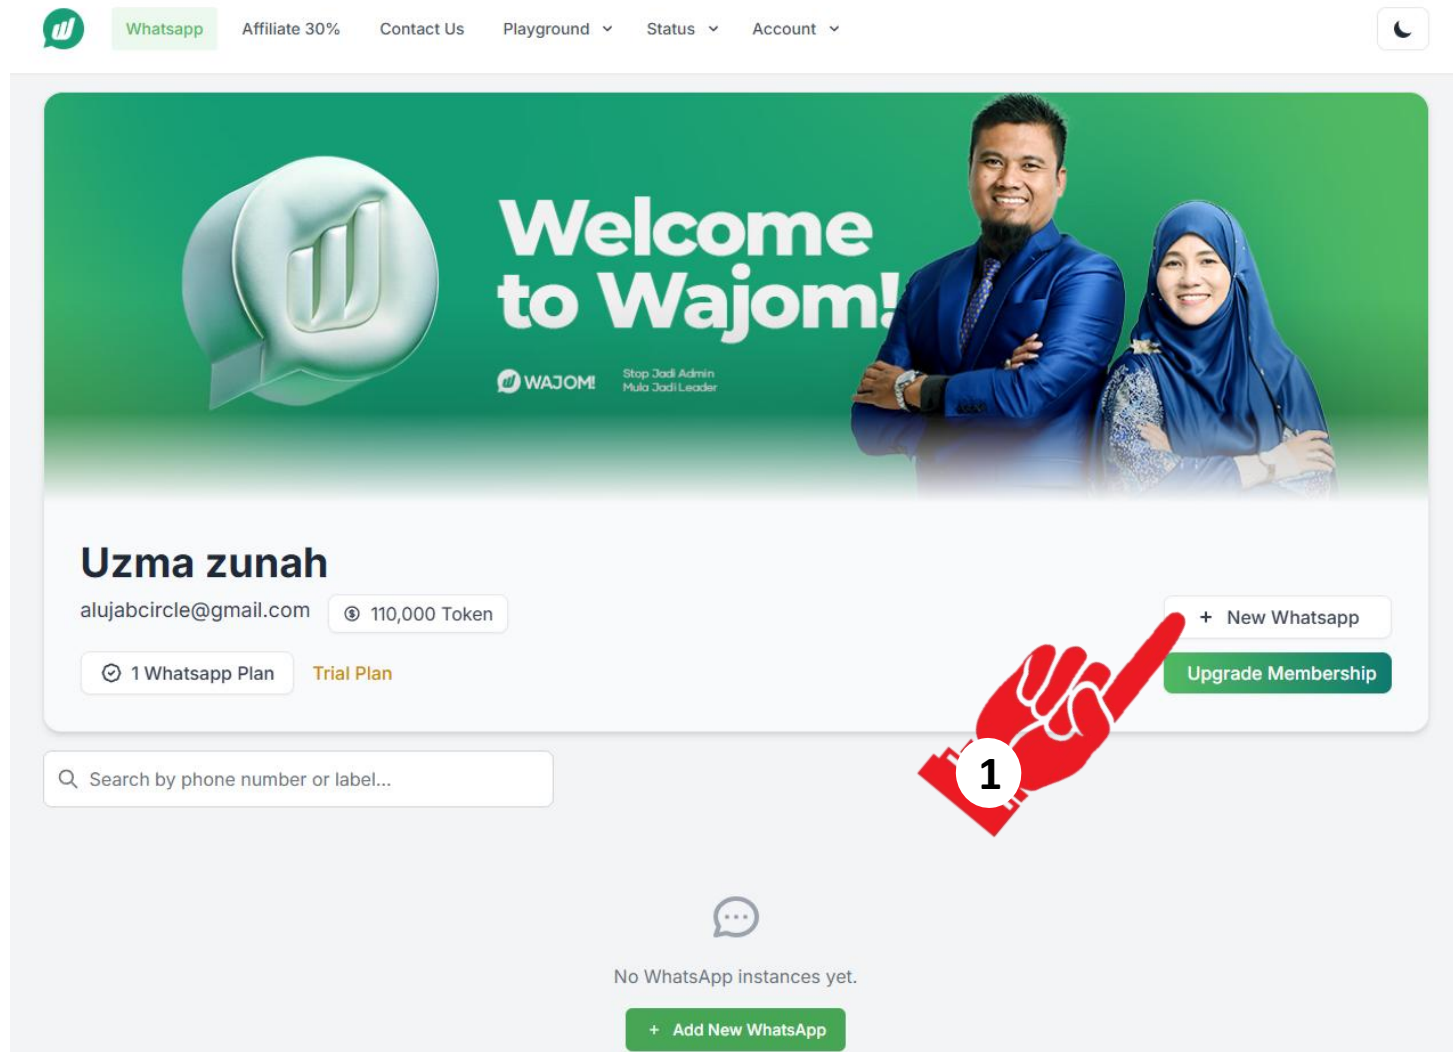 Whatsapp Affiliate 30% Contact Us Playground Status Account
Welcome
to Wajom!
WAJOM!
Stop Jadi Admin
Mula Jadi Leader
Uzma zunah
alujabcircle@gmail.com 110,000 Token
+ New Whatsapp
1 Whatsapp Plan Trial Plan
Upgrade Membership
1
Search by phone number or label...
No WhatsApp instances yet.
+ Add New WhatsApp